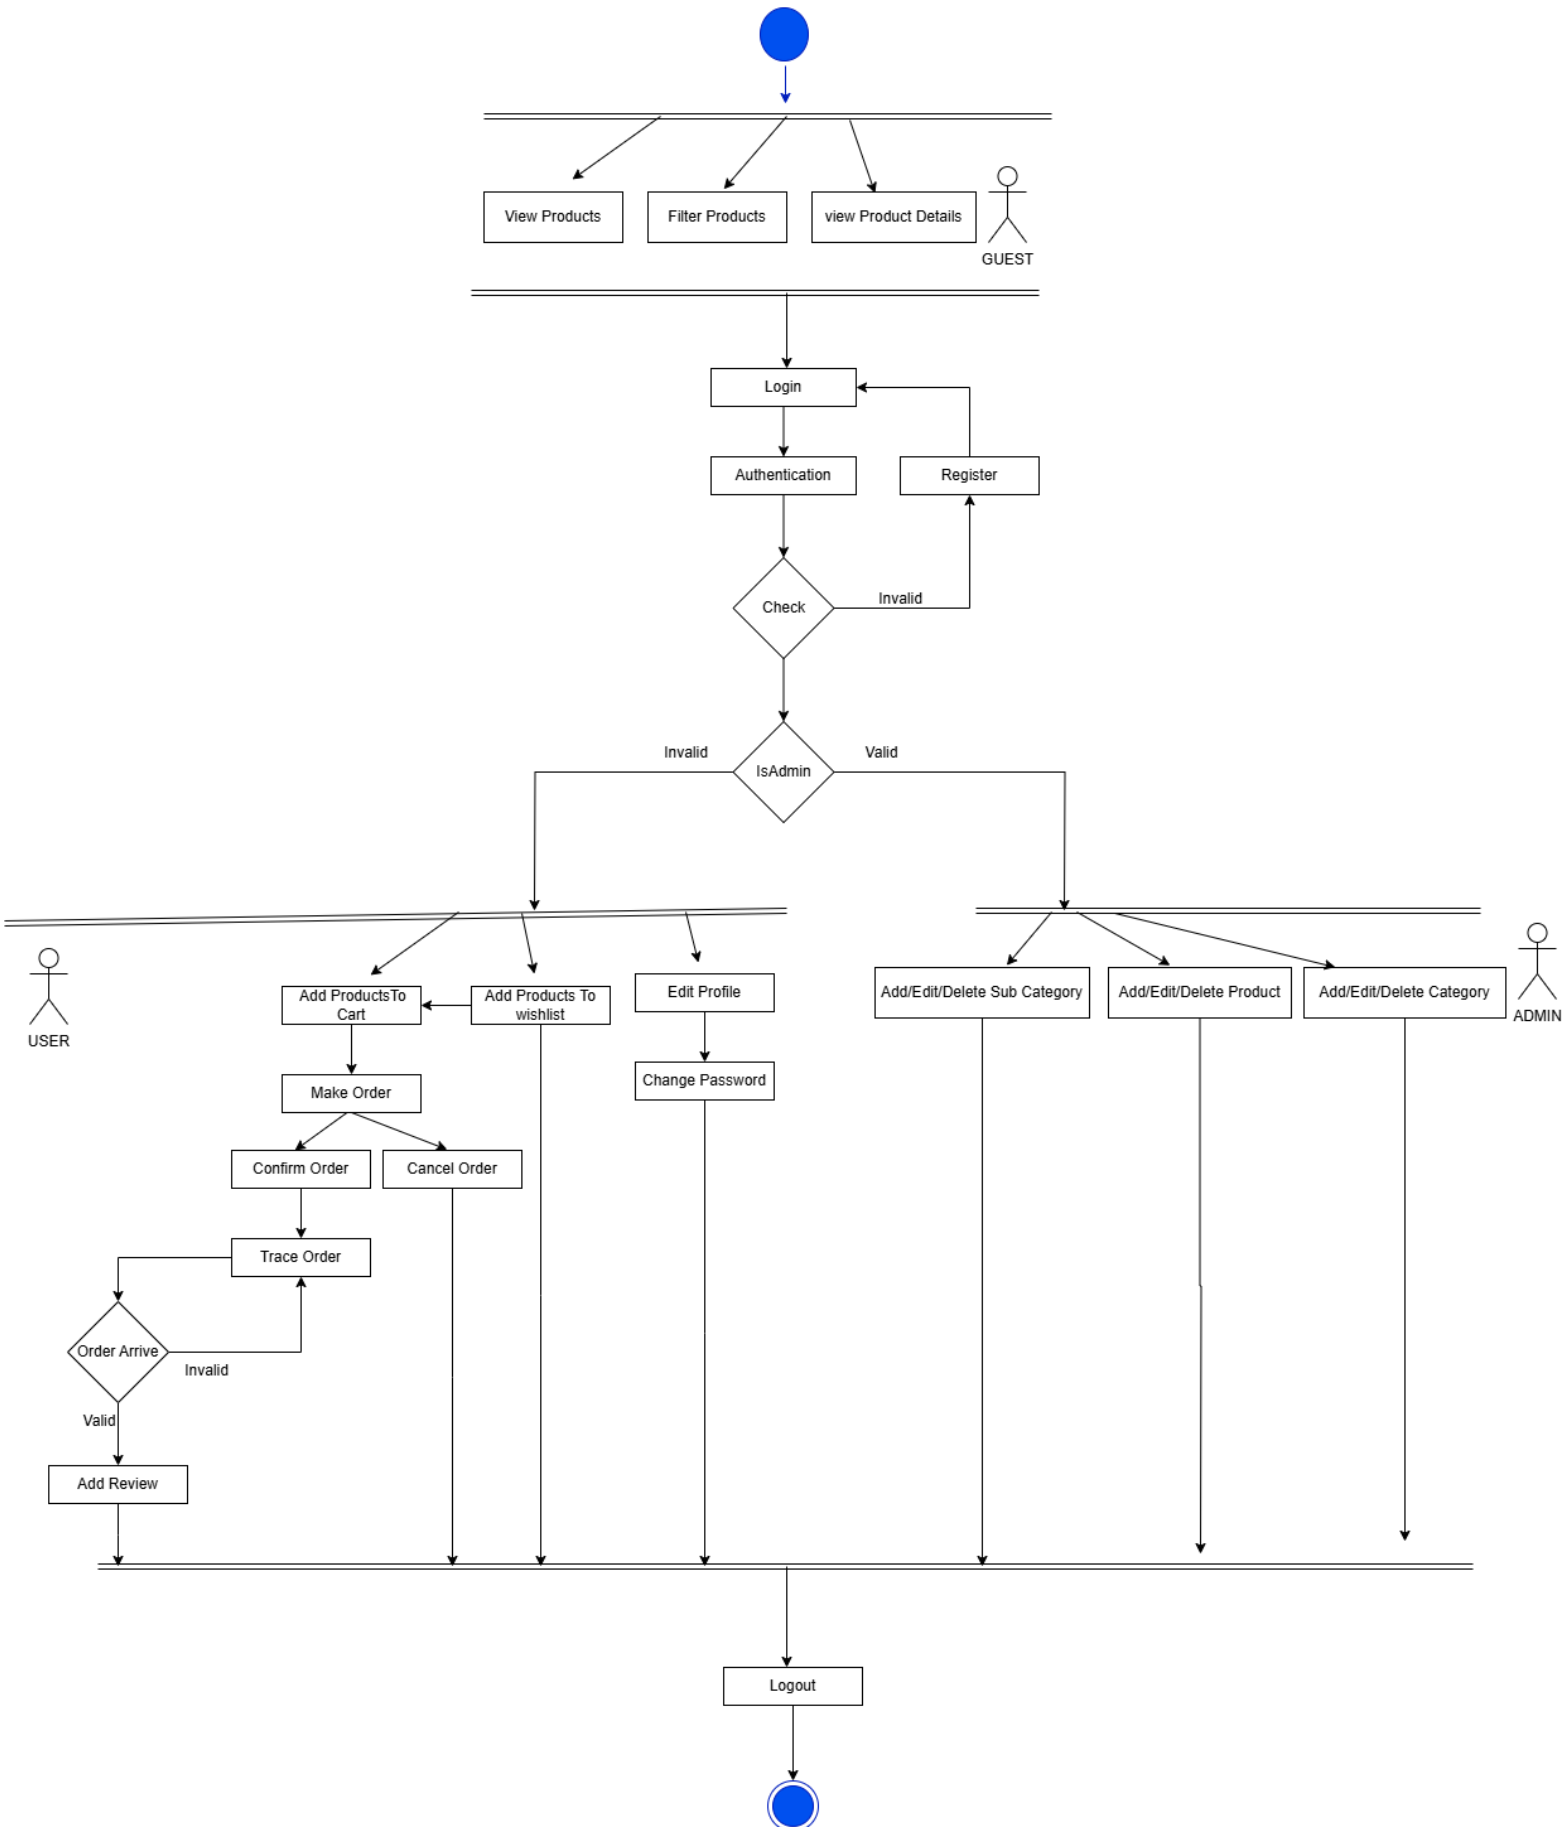 View Products
Filter Products
view Product Details
GUEST
Login
Authentication
Register
Check
Invalid
Invalid
Valid
IsAdmin
USER
Add ProductsTo
Cart
Add Products To
wishlist
Edit Profile
Add/Edit/Delete Sub Category
Add/Edit/Delete Product
Add/Edit/Delete Category
ADMIN
Change Password
Make Order
Confirm Order
Cancel Order
Trace Order
Order Arrive
Invalid
Valid
Add Review
Logout